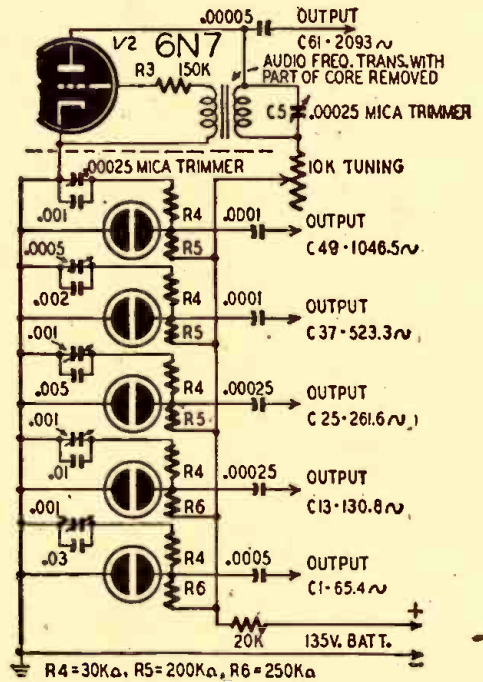 .00005
OUTPUT
C61·2093~
1/2 6N7
R3 150K
AUDIO FREQ. TRANS. WITH
PART OF CORE REMOVED
C5
.00025 MICA TRIMMER
.00025 MICA TRIMMER
10K TUNING
.001
R4
R5
.0001
OUTPUT
C49·1046.5~
.0005
.002
R4
R5
.0001
OUTPUT
C37·523.3~
.001
.005
R4
R5
.00025
OUTPUT
C25·261.6~
.001
.01
R4
R6
.00025
OUTPUT
C13·130.8~
.001
.03
R4
R6
.0005
OUTPUT
C1·65.4~
+
20K
135V. BATT.
-
R4=30KΩ, R5=200KΩ, R6=250KΩ